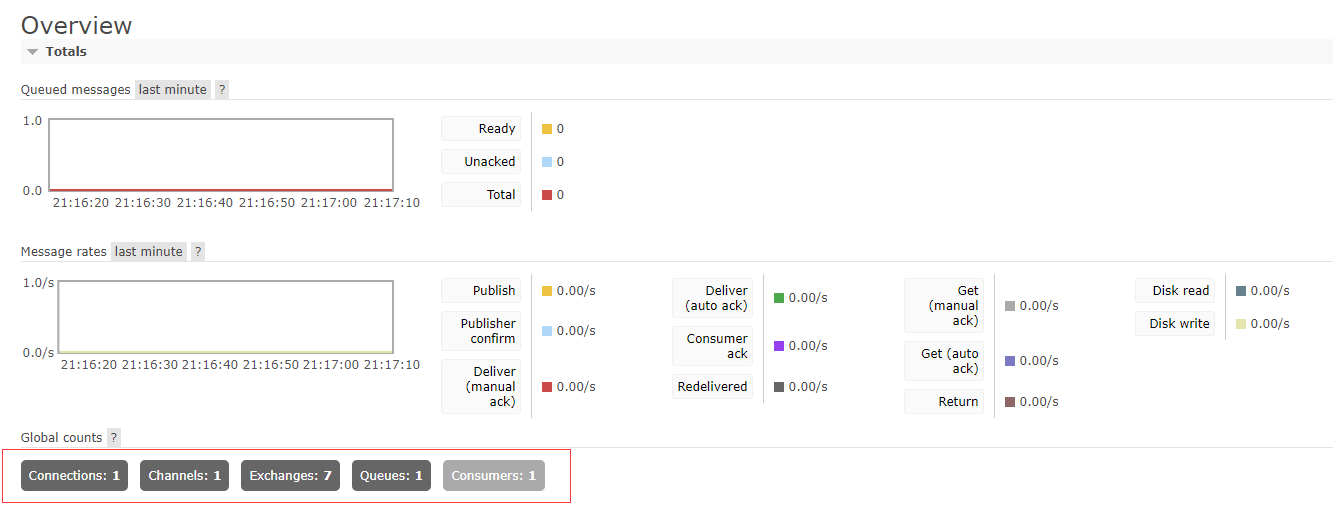 Overview
Totals
Queued messages last minute ?
1.0
0.0
21:16:20 21:16:30 21:16:40 21:16:50 21:17:00 21:17:10
Ready 0
Unacked 0
Total 0
Message rates last minute ?
1.0/s
0.0/s
21:16:20 21:16:30 21:16:40 21:16:50 21:17:00 21:17:10
Publish 0.00/s
Publisher
confirm 0.00/s
Deliver
(manual
ack) 0.00/s
Deliver
(auto ack) 0.00/s
Consumer
ack 0.00/s
Redelivered 0.00/s
Get
(manual
ack) 0.00/s
Get (auto
ack) 0.00/s
Return 0.00/s
Disk read 0.00/s
Disk write 0.00/s
Global counts ?
Connections: 1 Channels: 1 Exchanges: 7 Queues: 1 Consumers: 1